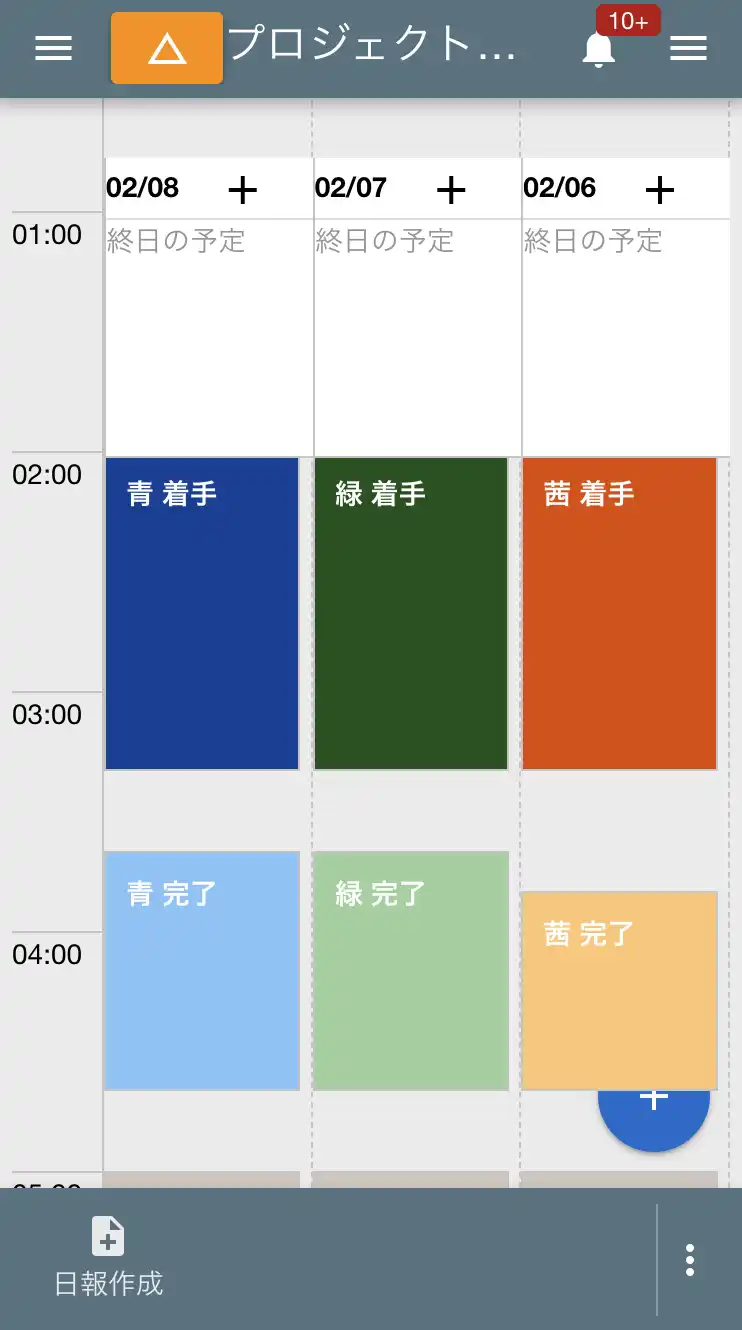 プロジェクト...
10+
02/08
02/07
02/06
終日の予定
終日の予定
終日の予定
01:00
02:00
03:00
04:00
青 着手
緑 着手
茜 着手
青 完了
緑 完了
茜 完了
日報作成